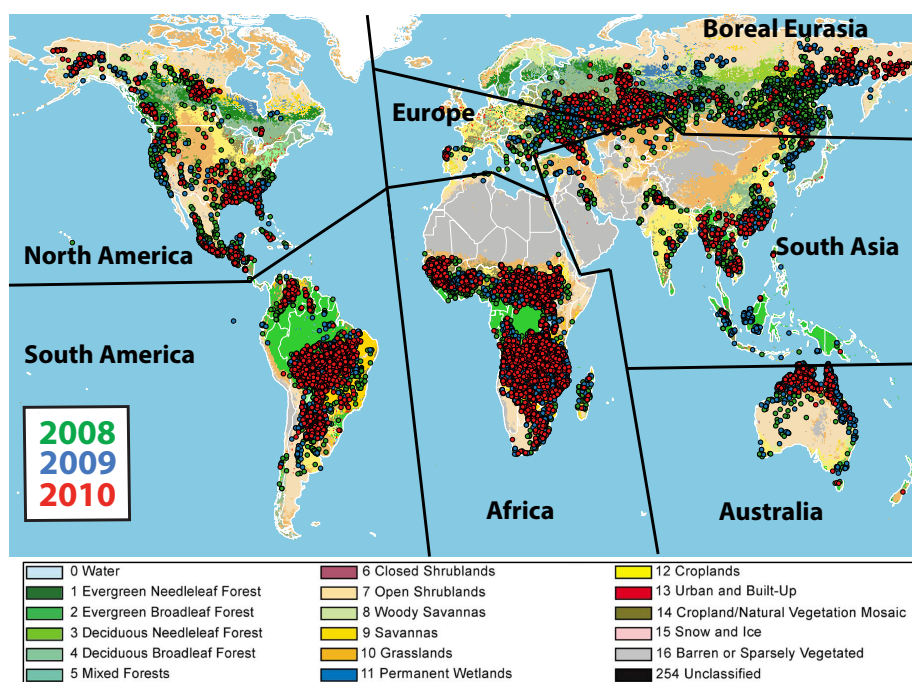 Boreal Eurasia
Europe
North America
South Asia
South America
2008
2009
2010
Africa
Australia
0 Water
1 Evergreen Needleleaf Forest
2 Evergreen Broadleaf Forest
3 Deciduous Needleleaf Forest
4 Deciduous Broadleaf Forest
5 Mixed Forests
6 Closed Shrublands
7 Open Shrublands
8 Woody Savannas
9 Savannas
10 Grasslands
11 Permanent Wetlands
12 Croplands
13 Urban and Built-Up
14 Cropland/Natural Vegetation Mosaic
15 Snow and Ice
16 Barren or Sparsely Vegetated
254 Unclassified